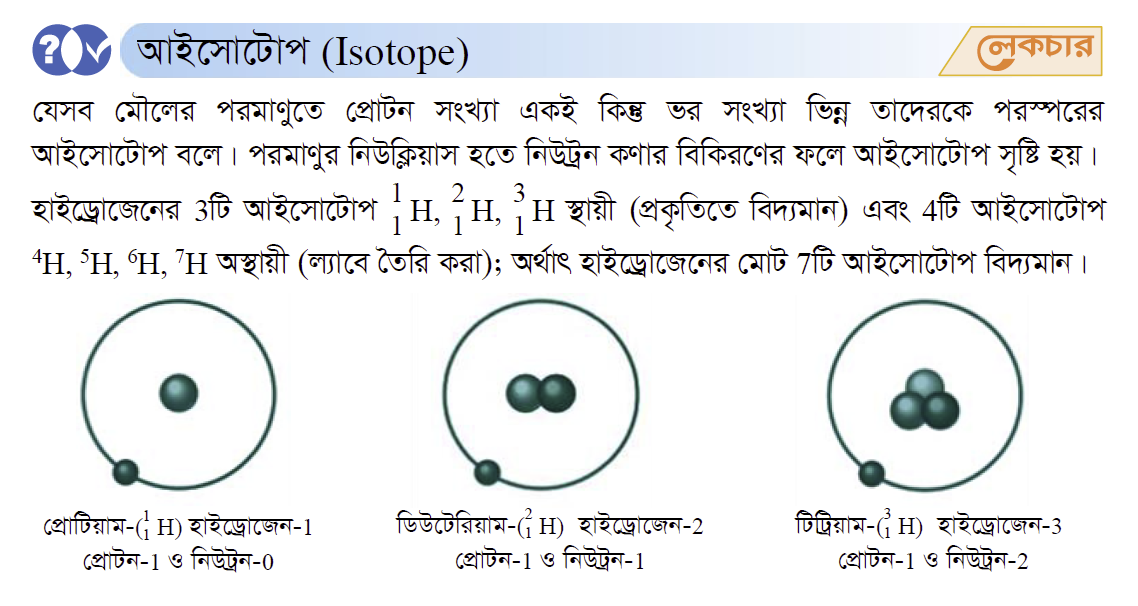 আইসোটোপ (Isotope)
লেকচার
যেসব মৌলের পরমাণুতে প্রোটন সংখ্যা একই কিন্তু ভর সংখ্যা ভিন্ন তাদেরকে পরস্পরের
আইসোটোপ বলে। পরমাণুর নিউক্লিয়াস হতে নিউট্রন কণার বিকিরণের ফলে আইসোটোপ সৃষ্টি হয়।
হাইড্রোজেনের 3টি আইসোটোপ ¹₁H, ²₁H, ³₁H স্থায়ী (প্রকৃতিতে বিদ্যমান) এবং 4টি আইসোটোপ
⁴H, ⁵H, ⁶H, ⁷H অস্থায়ী (ল্যাবে তৈরি করা); অর্থাৎ হাইড্রোজেনের মোট 7টি আইসোটোপ বিদ্যমান।
প্রোটিয়াম-(¹₁H) হাইড্রোজেন-1
প্রোটন-1 ও নিউট্রন-0
ডিউটেরিয়াম-(²₁H) হাইড্রোজেন-2
প্রোটন-1 ও নিউট্রন-1
টিট্রিয়াম-(³₁H) হাইড্রোজেন-3
প্রোটন-1 ও নিউট্রন-2